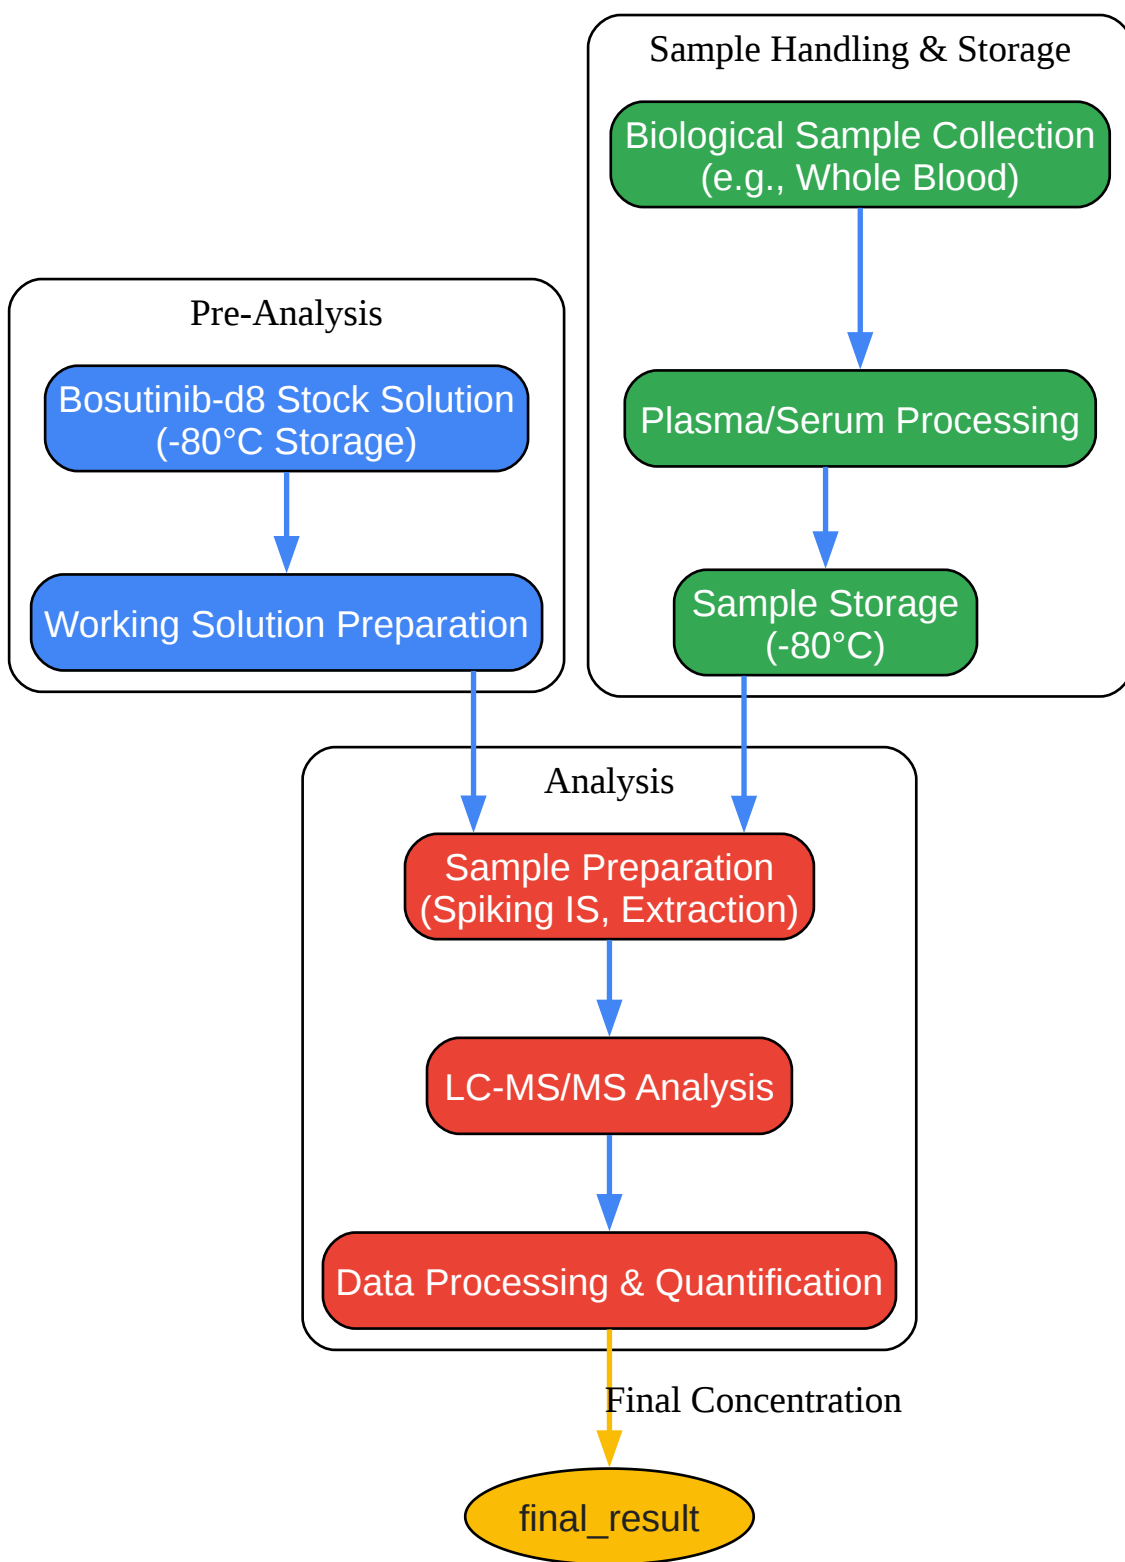 Sample Handling & Storage
Biological Sample Collection
(e.g., Whole Blood)
Plasma/Serum Processing
Sample Storage
(-80°C)
Pre-Analysis
Bosutinib-d8 Stock Solution
(-80°C Storage)
Working Solution Preparation
Analysis
Sample Preparation
(Spiking IS, Extraction)
LC-MS/MS Analysis
Data Processing & Quantification
Final Concentration
final_result